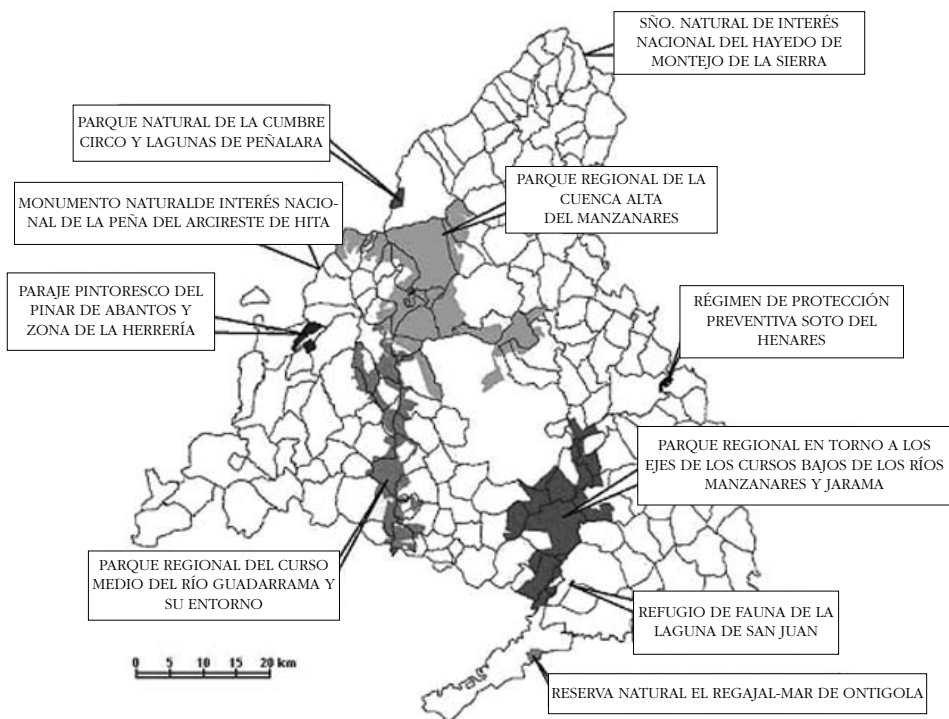 SÑO. NATURAL DE INTERÉS
NACIONAL DEL HAYEDO DE
MONTEJO DE LA SIERRA
PARQUE NATURAL DE LA CUMBRE
CIRCO Y LAGUNAS DE PEÑALARA
PARQUE REGIONAL DE LA
CUENCA ALTA
DEL MANZANARES
MONUMENTO NATURALDE INTERÉS NACIO-
NAL DE LA PEÑA DEL ARCIRESTE DE HITA
PARAJE PINTORESCO DEL
PINAR DE ABANTOS Y
ZONA DE LA HERRERÍA
RÉGIMEN DE PROTECCIÓN
PREVENTIVA SOTO DEL
HENARES
PARQUE REGIONAL EN TORNO A LOS
EJES DE LOS CURSOS BAJOS DE LOS RÍOS
MANZANARES Y JARAMA
PARQUE REGIONAL DEL CURSO
MEDIO DEL RÍO GUADARRAMA Y
SU ENTORNO
REFUGIO DE FAUNA DE LA
LAGUNA DE SAN JUAN
0 5 10 15 20 km
RESERVA NATURAL EL REGAJAL-MAR DE ONTIGOLA